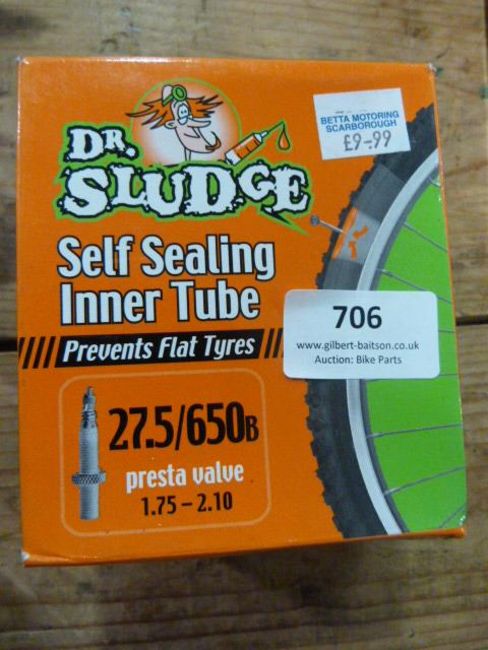 DR.
SLUDGE
BETTA MOTORING
SCARBOROUGH
£9-99
Self Sealing
Inner Tube
Prevents Flat Tyres
706
www.gilbert-baitson.co.uk
Auction: Bike Parts
27.5/650B
presta valve
1.75 – 2.10